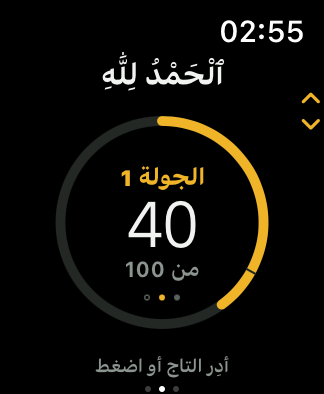 02:55
ٱلْحَمْدُ لِلَّٰهِ
الجولة 1
40
من 100
أدِر التاج أو اضغط